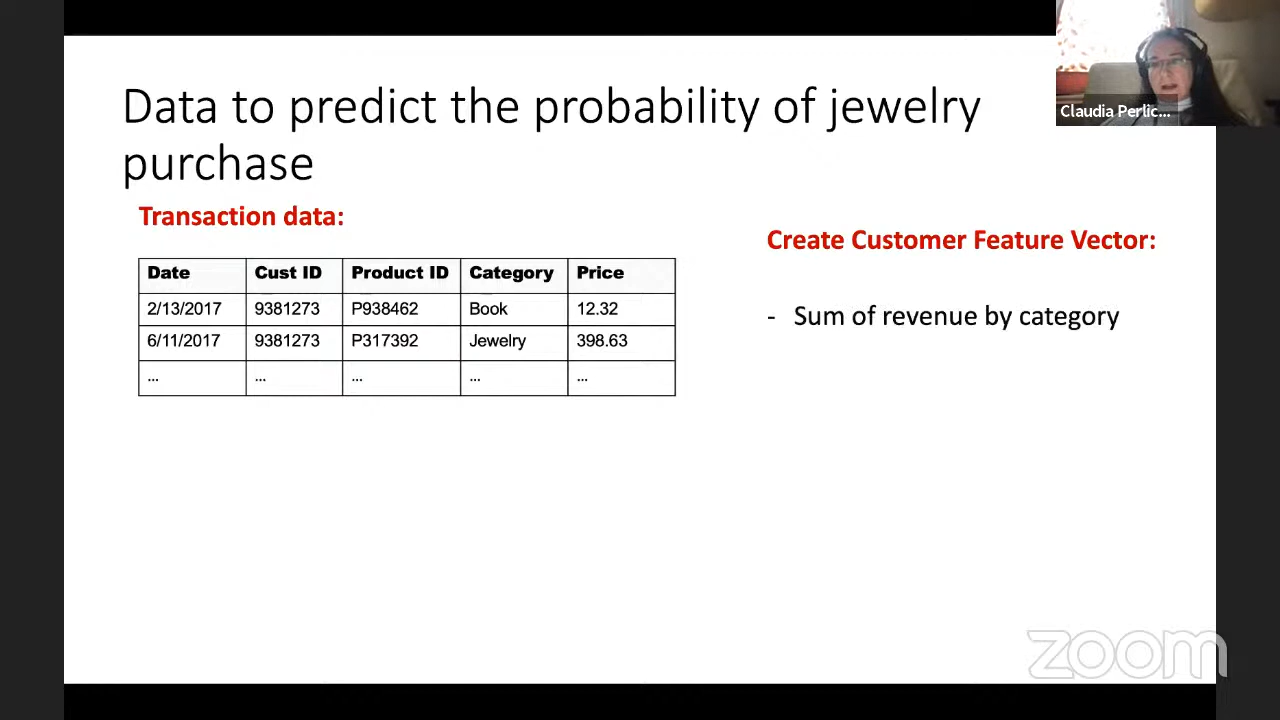 Data to predict the probability of jewelry
purchase
Claudia Perlic...
Transaction data:
Create Customer Feature Vector:
Date Cust ID Product ID Category Price
2/13/2017 9381273 P938462 Book 12.32
6/11/2017 9381273 P317392 Jewelry 398.63
... ... ... ... ...
- Sum of revenue by category
zoom